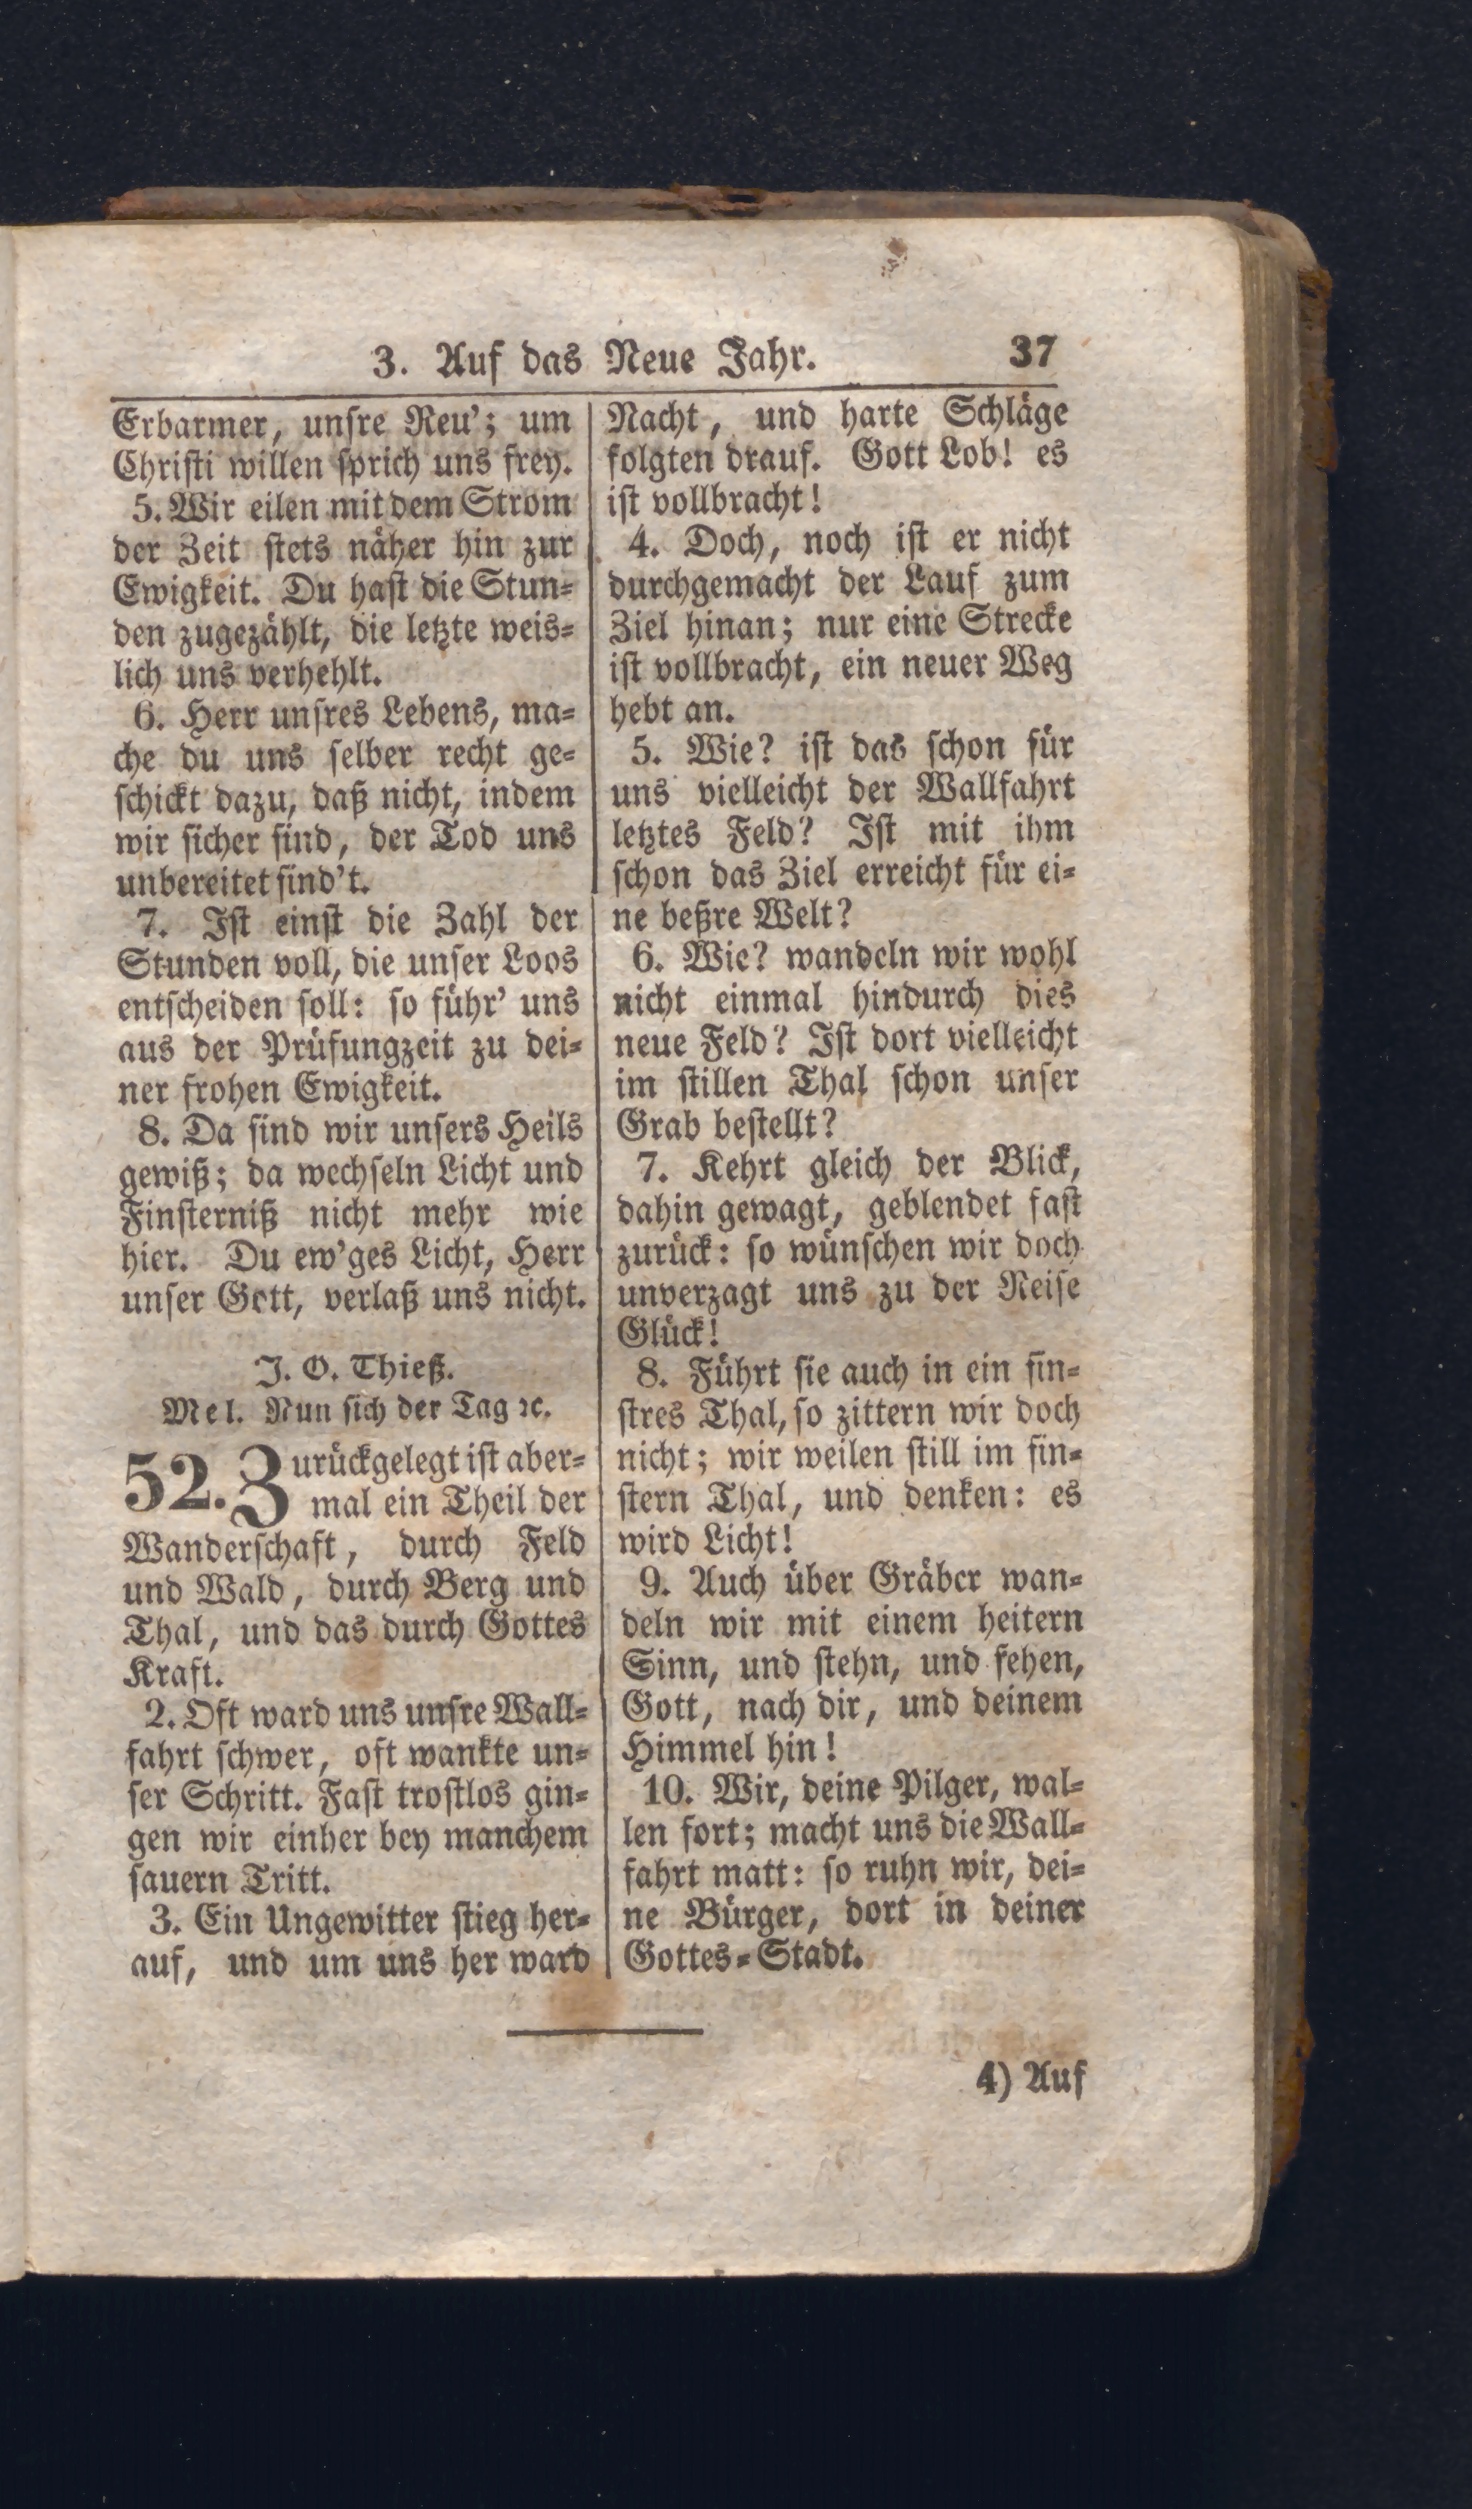 3. Auf das Neue Jahr. 37
Erbarmer, unſre Reu'; um
Chriſti willen ſprich uns frey.
5. Wir eilen mit dem Strom
der Zeit ſtets näher hin zur
Ewigkeit. Du haſt die Stun⸗
den zugezählt, die letzte weis⸗
lich uns verhehlt.
6. Herr unſres Lebens, ma⸗
che du uns ſelber recht ge⸗
ſchickt dazu, daß nicht, indem
wir ſicher ſind, der Tod uns
unbereitet find't.
7. Iſt einſt die Zahl der
Stunden voll, die unſer Loos
entſcheiden ſoll: ſo führ' uns
aus der Prüfungzeit zu dei⸗
ner frohen Ewigkeit.
8. Da ſind wir unſers Heils
gewiß; da wechſeln Licht und
Finſterniß nicht mehr wie
hier. Du ew'ges Licht, Herr
unſer Gott, verlaß uns nicht.
J. O. Thieß.
Mel. Nun ſich der Tag ꝛc.
52. Zurückgelegt iſt aber⸗
mal ein Theil der
Wanderſchaft, durch Feld
und Wald, durch Berg und
Thal, und das durch Gottes
Kraft.
2. Oft ward uns unſre Wall⸗
fahrt ſchwer, oft wankte un⸗
ſer Schritt. Faſt troſtlos gin⸗
gen wir einher bey manchem
ſauern Tritt.
3. Ein Ungewitter ſtieg her⸗
auf, und um uns her ward
Nacht, und harte Schläge
folgten drauf. Gott Lob! es
iſt vollbracht!
4. Doch, noch iſt er nicht
durchgemacht der Lauf zum
Ziel hinan; nur eine Strecke
iſt vollbracht, ein neuer Weg
hebt an.
5. Wie? iſt das ſchon für
uns vielleicht der Wallfahrt
letztes Feld? Iſt mit ihm
ſchon das Ziel erreicht für ei⸗
ne beßre Welt?
6. Wie? wandeln wir wohl
nicht einmal hindurch dies
neue Feld? Iſt dort vielleicht
im ſtillen Thal ſchon unſer
Grab beſtellt?
7. Kehrt gleich der Blick,
dahin gewagt, geblendet faſt
zurück: ſo wünſchen wir doch
unverzagt uns zu der Reiſe
Glück!
8. Führt ſie auch in ein fin⸗
ſtres Thal, ſo zittern wir doch
nicht; wir weilen ſtill im fin⸗
ſtern Thal, und denken: es
wird Licht!
9. Auch über Gräber wan⸗
deln wir mit einem heitern
Sinn, und ſtehn, und ſehen,
Gott, nach dir, und deinem
Himmel hin!
10. Wir, deine Pilger, wal⸗
len fort; macht uns die Wall⸗
fahrt matt: ſo ruhn wir, dei⸗
ne Bürger, dort in deiner
Gottes⸗Stadt.
4) Auf